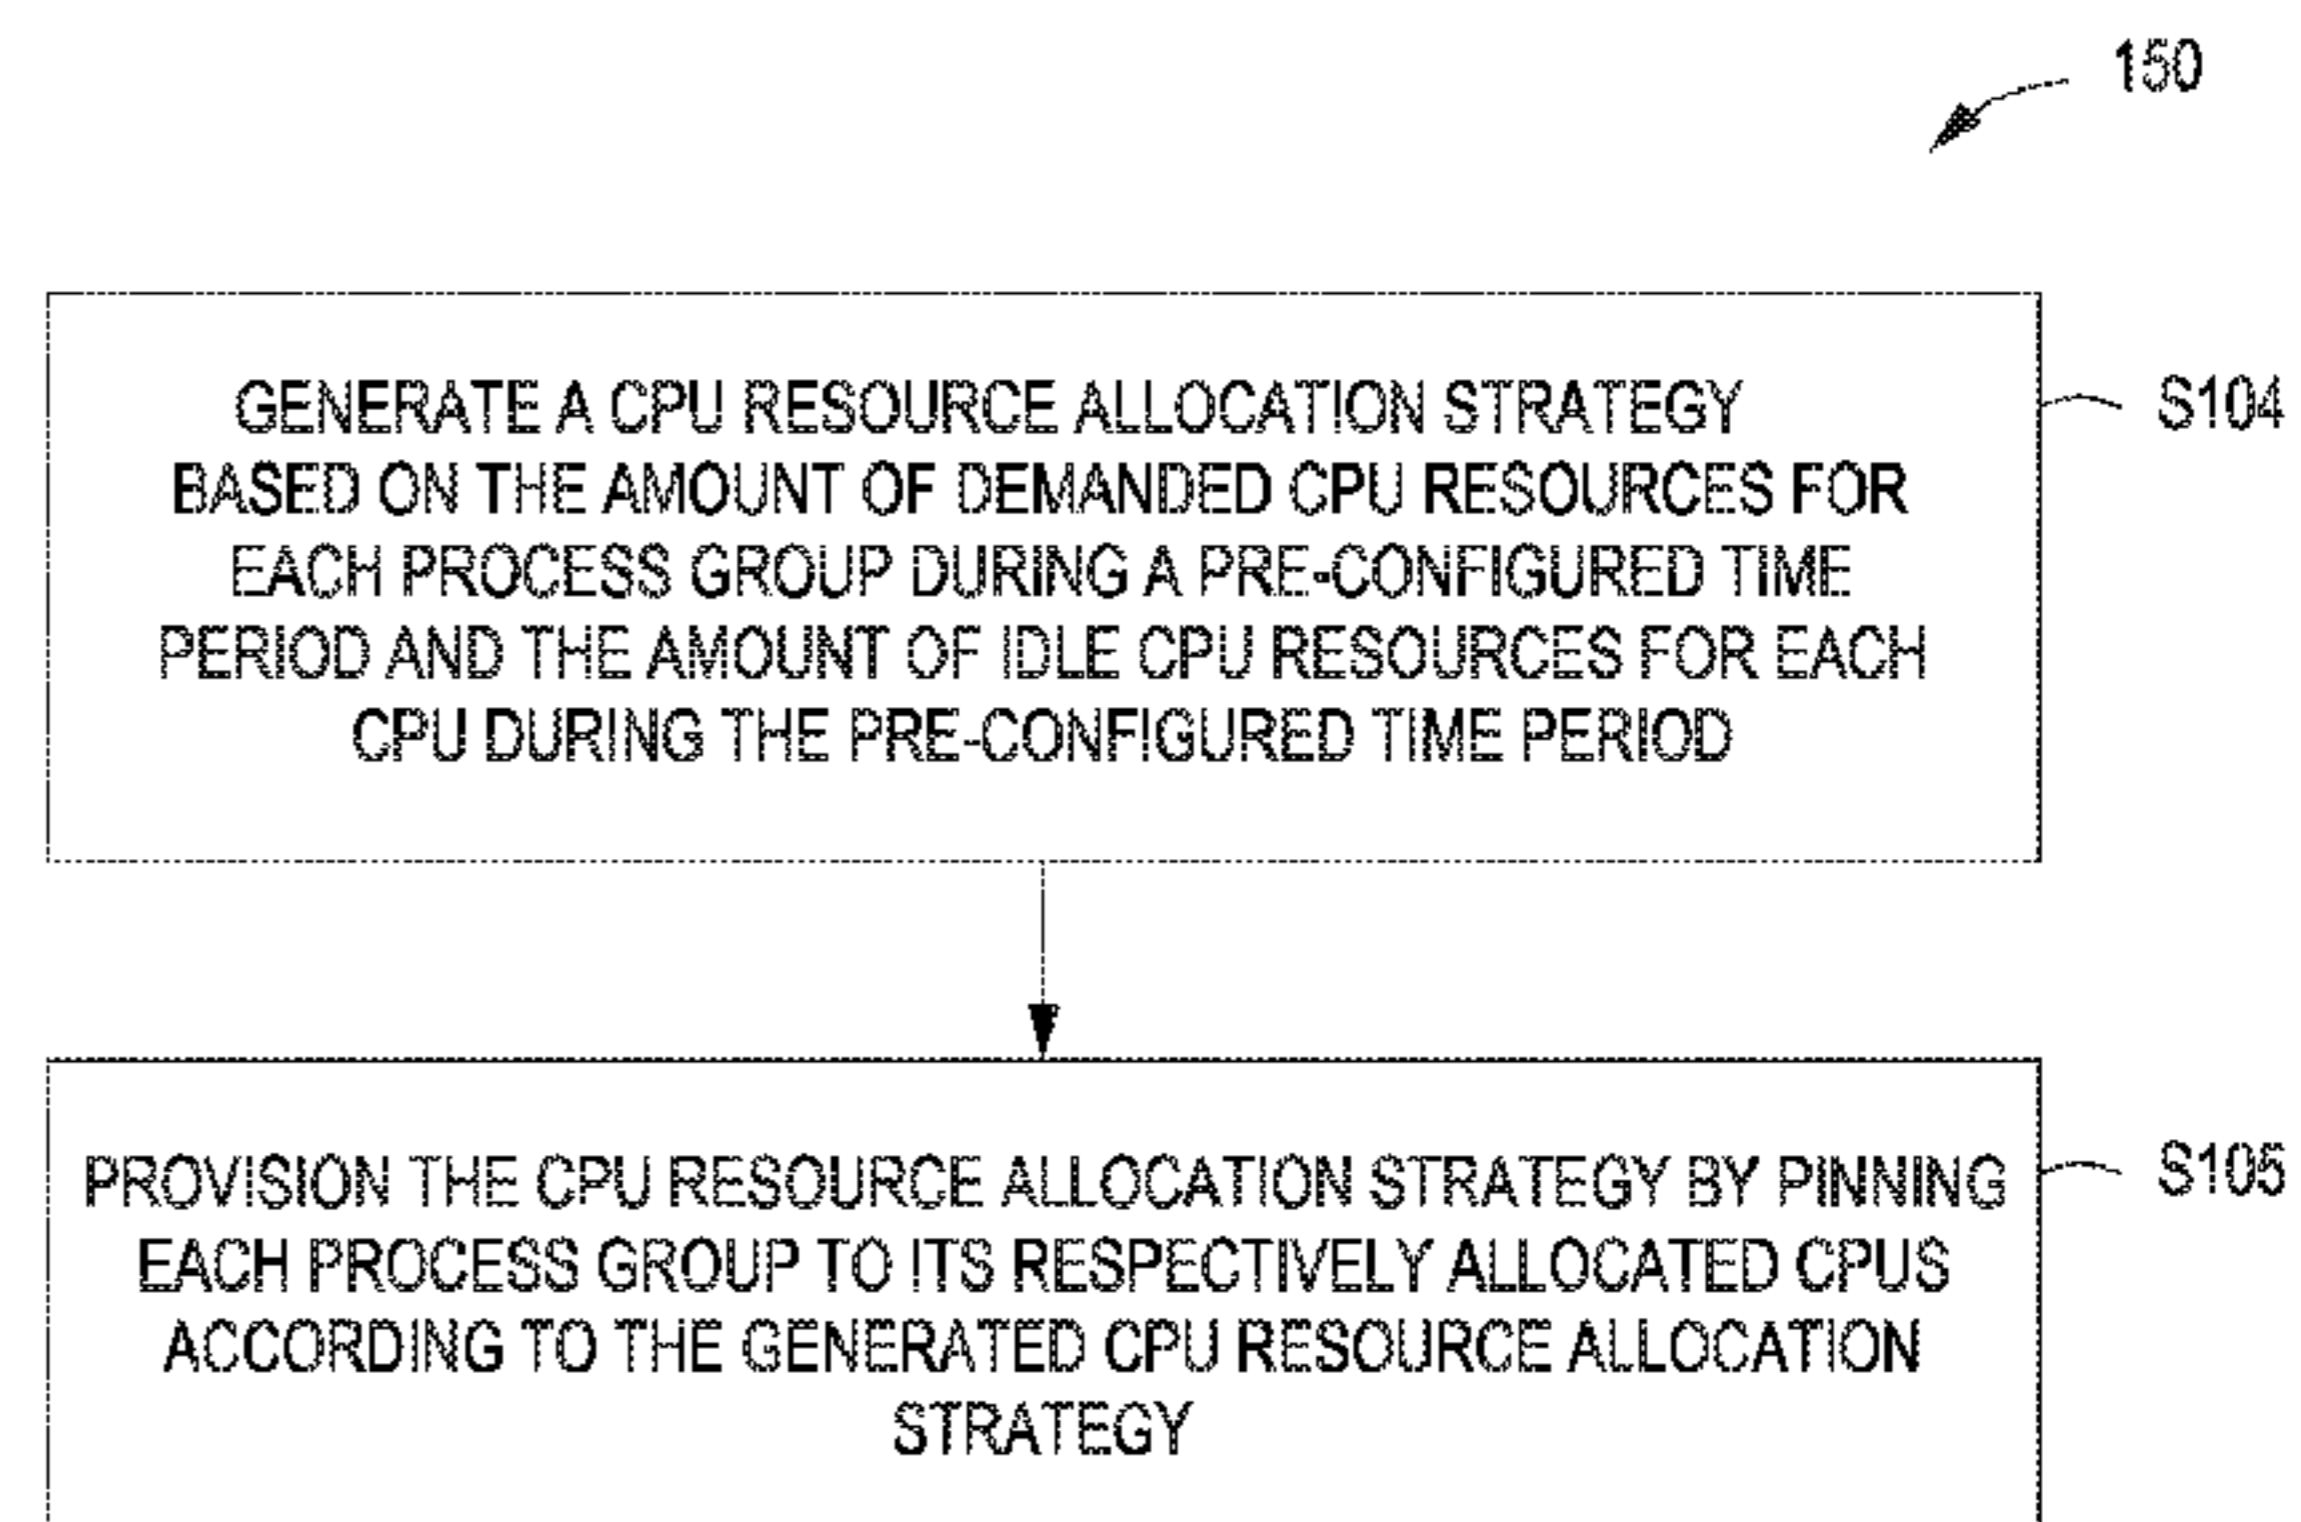 150
GENERATE A CPU RESOURCE ALLOCATION STRATEGY
BASED ON THE AMOUNT OF DEMANDED CPU RESOURCES FOR
EACH PROCESS GROUP DURING A PRE-CONFIGURED TIME
PERIOD AND THE AMOUNT OF IDLE CPU RESOURCES FOR EACH
CPU DURING THE PRE-CONFIGURED TIME PERIOD
S104
PROVISION THE CPU RESOURCE ALLOCATION STRATEGY BY PINNING
EACH PROCESS GROUP TO ITS RESPECTIVELY ALLOCATED CPUS
ACCORDING TO THE GENERATED CPU RESOURCE ALLOCATION
STRATEGY
S105